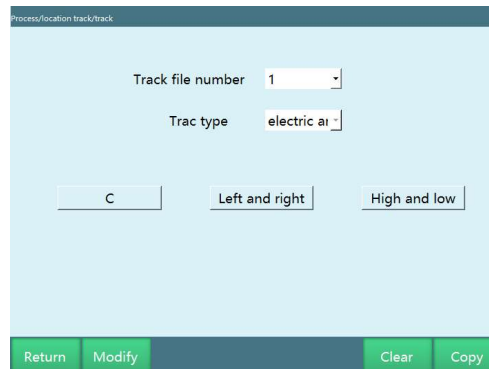 Process/location track/track
Track file number 1
Trac type electric
C Left and right High and low
Return Modify Clear Copy